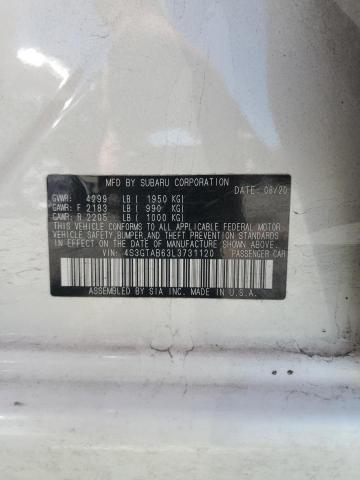 MFD BY SUBARU CORPORATION DATE: 08/20
GVWR: 4299 LB ( 1950 KG)
GAWR: F 2183 LB ( 990 KG)
GAWR: R 2205 LB ( 1000 KG)
THIS VEHICLE CONFORMS TO ALL APPLICABLE FEDERAL MOTOR
VEHICLE SAFETY, BUMPER, AND THEFT PREVENTION STANDARDS
IN EFFECT ON THE DATE OF MANUFACTURE SHOWN ABOVE.
VIN: 4S3GTAB63L3731120 PASSENGER CAR
ASSEMBLED BY SIA INC. MADE IN U.S.A.